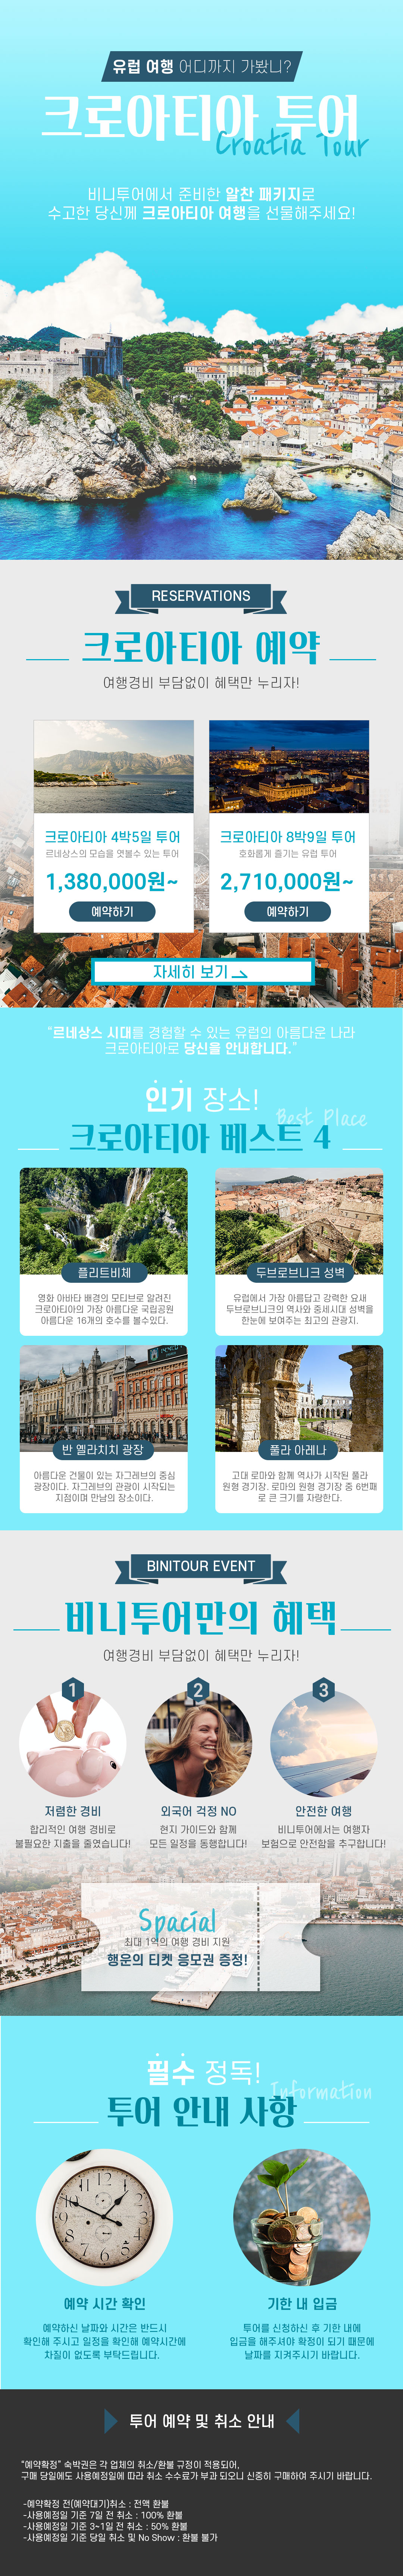 유럽 여행 어디까지 가봤니?
크로아티아 투어
Croatia Tour
비니투어에서 준비한 알찬 패키지로
수고한 당신께 크로아티아 여행을 선물해주세요!
RESERVATIONS
크로아티아 예약
여행경비 부담없이 혜택만 누리자!
크로아티아 4박5일 투어
르네상스의 모습을 엿볼수 있는 투어
1,380,000원~
예약하기
크로아티아 8박9일 투어
호화롭게 즐기는 유럽 투어
2,710,000원~
예약하기
자세히 보기
“르네상스 시대를 경험할 수 있는 유럽의 아름다운 나라
크로아티아로 당신을 안내합니다.”
인기 장소!
Best Place
크로아티아 베스트 4
플리트비체
영화 아바타 배경의 모티브로 알려진
크로아티아의 가장 아름다운 국립공원
아름다운 16개의 호수를 볼수있다.
두브로브니크 성벽
유럽에서 가장 아름답고 강력한 요새
두브로브니크의 역사와 중세시대 성벽을
한눈에 보여주는 최고의 관광지.
반 옐라치치 광장
아름다운 건물이 있는 자그레브의 중심
광장이다. 자그레브의 관광이 시작되는
지점이며 만남의 장소이다.
풀라 아레나
고대 로마와 함께 역사가 시작된 풀라
원형 경기장. 로마의 원형 경기장 중 6번째
로 큰 크기를 자랑한다.
BINITOUR EVENT
비니투어만의 혜택
여행경비 부담없이 혜택만 누리자!
1
저렴한 경비
합리적인 여행 경비로
불필요한 지출을 줄였습니다!
2
외국어 걱정 NO
현지 가이드와 함께
모든 일정을 동행합니다!
3
안전한 여행
비니투어에서는 여행자
보험으로 안전함을 추구합니다!
Spacial
최대 1억의 여행 경비 지원
행운의 티켓 응모권 증정!
필수 정독!
Information
투어 안내 사항
예약 시간 확인
예약하신 날짜와 시간은 반드시
확인해 주시고 일정을 확인해 예약시간에
차질이 없도록 부탁드립니다.
기한 내 입금
투어를 신청하신 후 기한 내에
입금을 해주셔야 확정이 되기 때문에
날짜를 지켜주시기 바랍니다.
투어 예약 및 취소 안내
“예약확정” 숙박권은 각 업체의 취소/환불 규정이 적용되어,
구매 당일에도 사용예정일에 따라 취소 수수료가 부과 되오니 신중히 구매하여 주시기 바랍니다.
-예약확정 전(예약대기)취소 : 전액 환불
-사용예정일 기준 7일 전 취소 : 100% 환불
-사용예정일 기준 3~1일 전 취소 : 50% 환불
-사용예정일 기준 당일 취소 및 No Show : 환불 불가